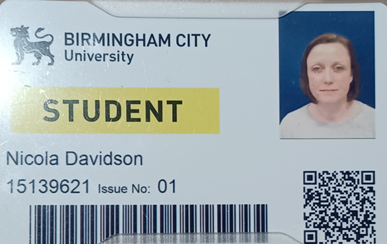 BIRMINGHAM CITY
University
STUDENT
Nicola Davidson
15139621 Issue No: 01